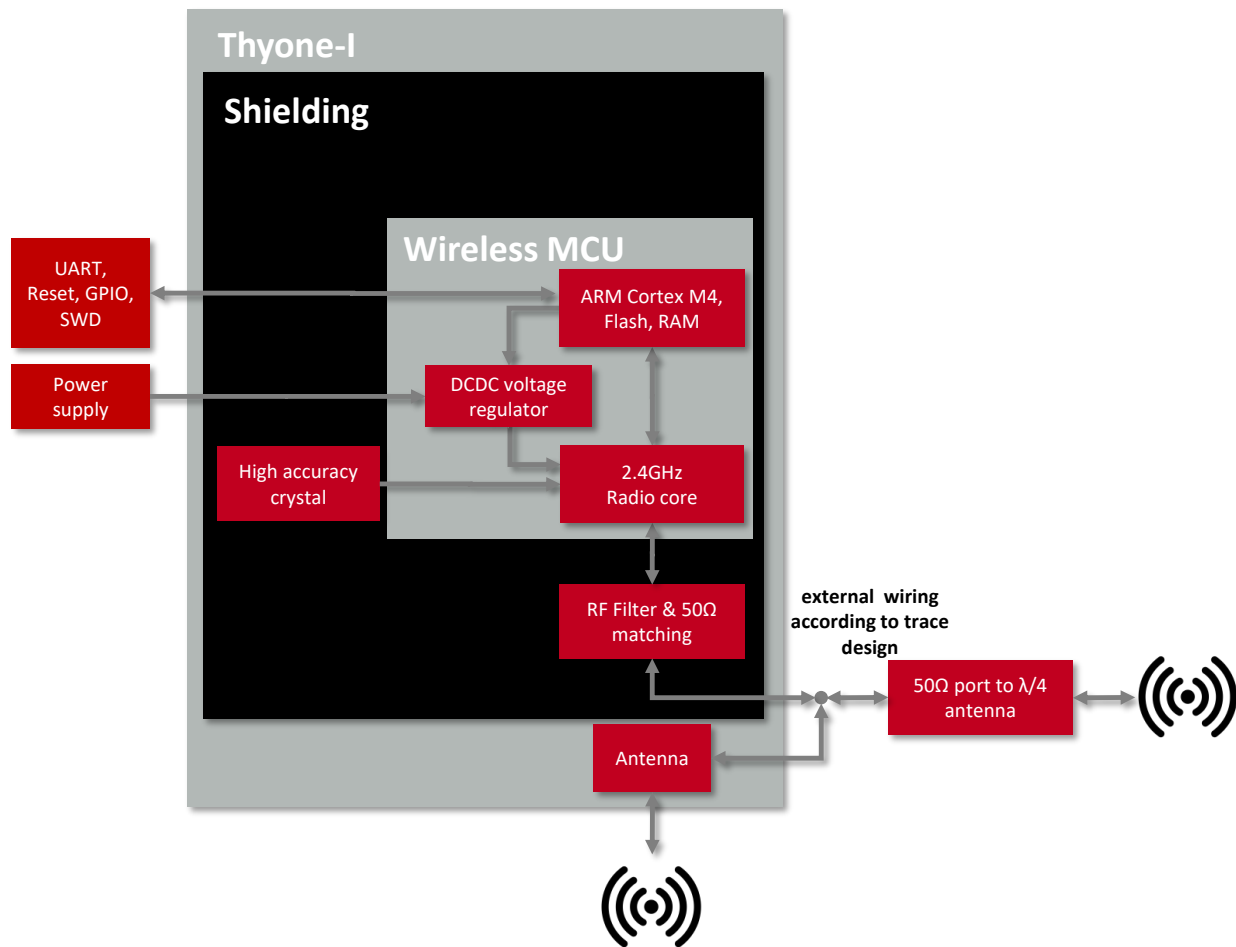 Thyone-I
Shielding
Wireless MCU
UART,
Reset, GPIO,
SWD
ARM Cortex M4,
Flash, RAM
Power
supply
DCDC voltage
regulator
High accuracy
crystal
2.4GHz
Radio core
RF Filter & 50Ω
matching
external wiring
according to trace
design
50Ω port to λ/4
antenna
Antenna